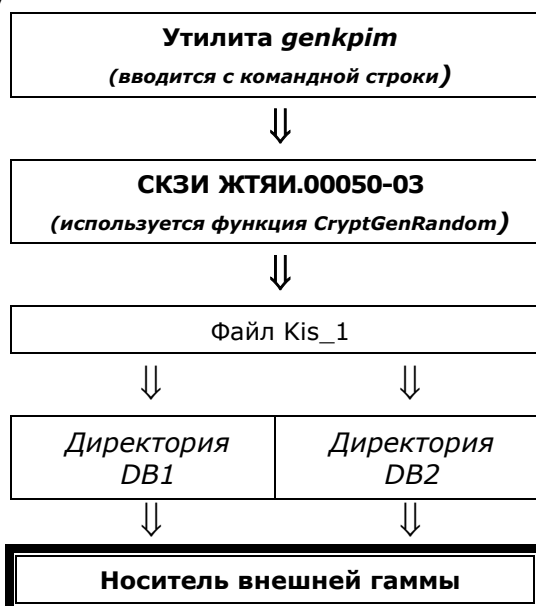 Утилита genkpim
(вводится с командной строки)
⇓
СКЗИ ЖТЯИ.00050-03
(используется функция CryptGenRandom)
⇓
Файл Kis_1
⇓ ⇓
Директория Директория
DB1 DB2
⇓ ⇓
Носитель внешней гаммы